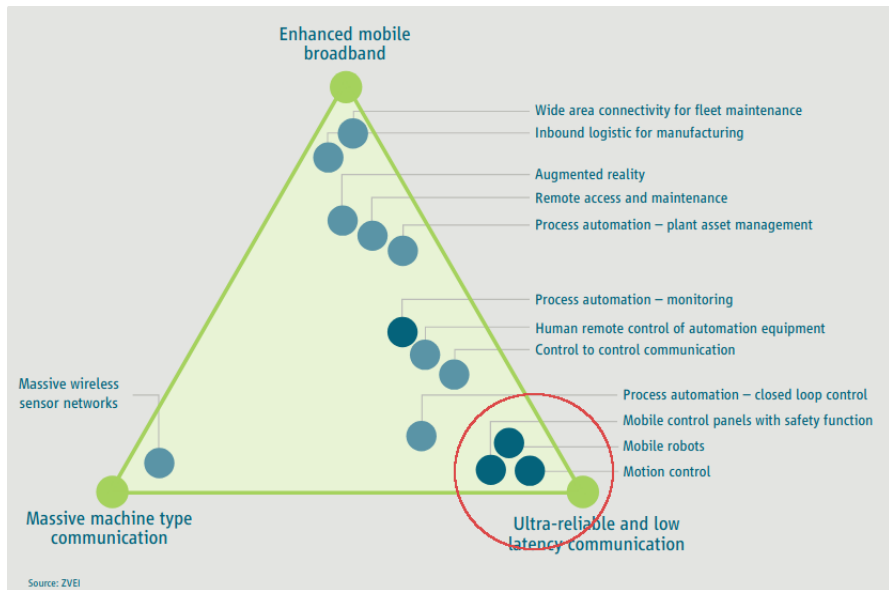 Enhanced mobile
broadband
Wide area connectivity for fleet maintenance
Inbound logistic for manufacturing
Augmented reality
Remote access and maintenance
Process automation – plant asset management
Process automation – monitoring
Human remote control of automation equipment
Control to control communication
Massive wireless
sensor networks
Process automation – closed loop control
Mobile control panels with safety function
Mobile robots
Motion control
Massive machine type
communication
Ultra-reliable and low
latency communication
Source: ZVEI